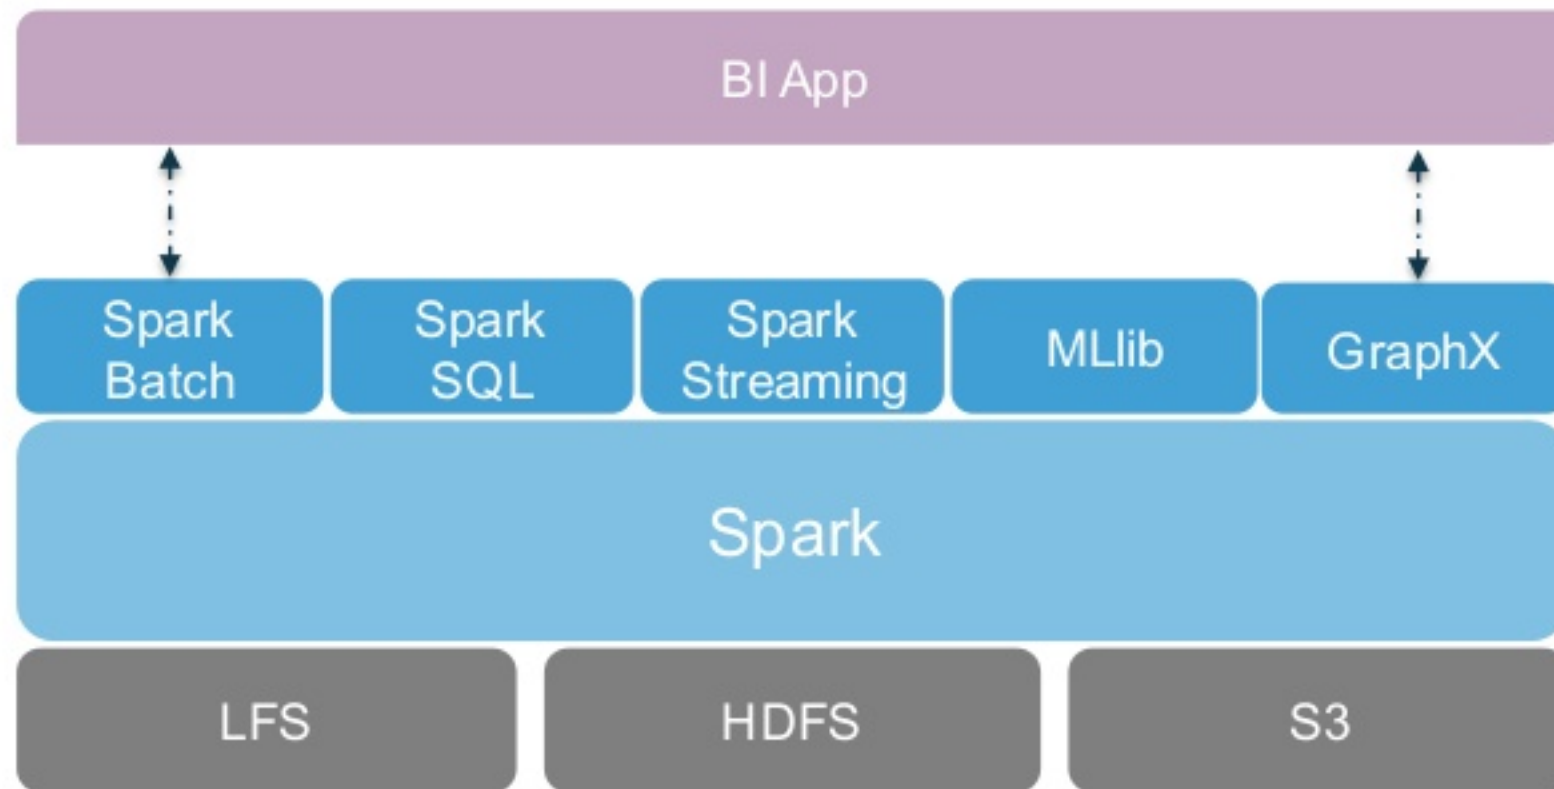 BI App
Spark
Batch
Spark
SQL
Spark
Streaming
MLlib
GraphX
Spark
LFS
HDFS
S3